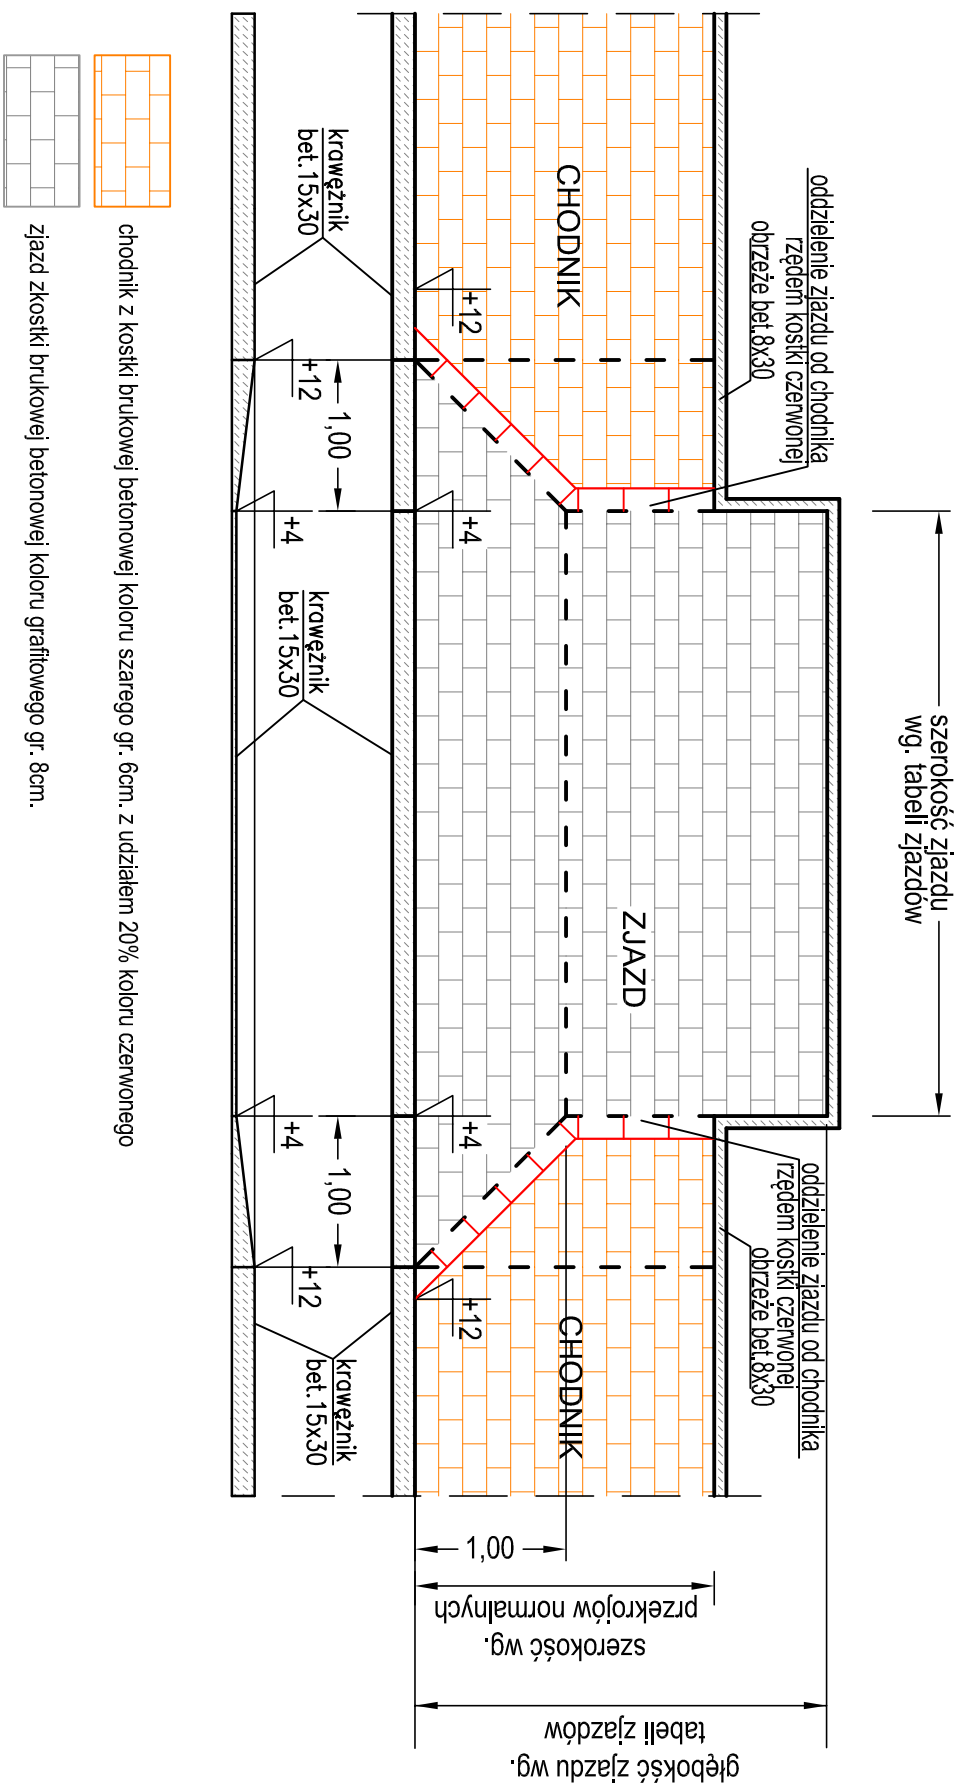 szerokość zjazdu
wg. tabeli zjazdów
oddzielenie zjazdu od chodnika
rzędem kostki czerwonej
obrzeże bet.8x30
oddzielenie zjazdu od chodnika
rzędem kostki czerwonej
obrzeże bet.8x30
CHODNIK
ZJAZD
CHODNIK
+12
+4
+4
+12
krawężnik
bet.15x30
+12
1,00
+4
krawężnik
bet.15x30
+4
1,00
+12
krawężnik
bet.15x30
1,00
szerokość wg.
przekrojów normalnych
głębokść zjazdu wg.
tabeli zjazdów
chodnik z kostki brukowej betonowej koloru szarego gr. 6cm. z udziałem 20% koloru czerwonego
zjazd zkostki brukowej betonowej koloru grafitowego gr. 8cm.